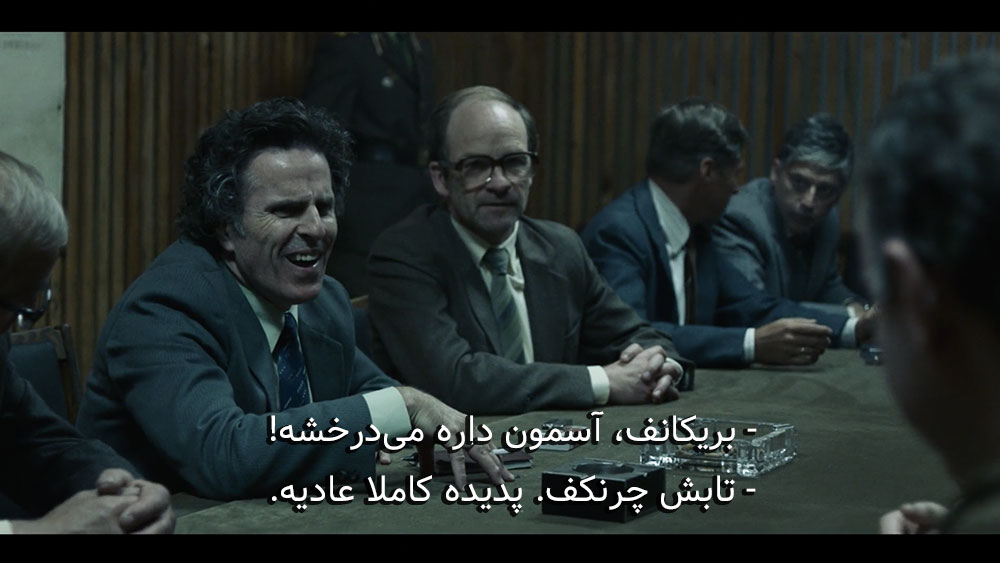 - بریکانف، آسمون داره می‌درخشه!
- تابش چرنکف. پدیده کاملا عادیه.